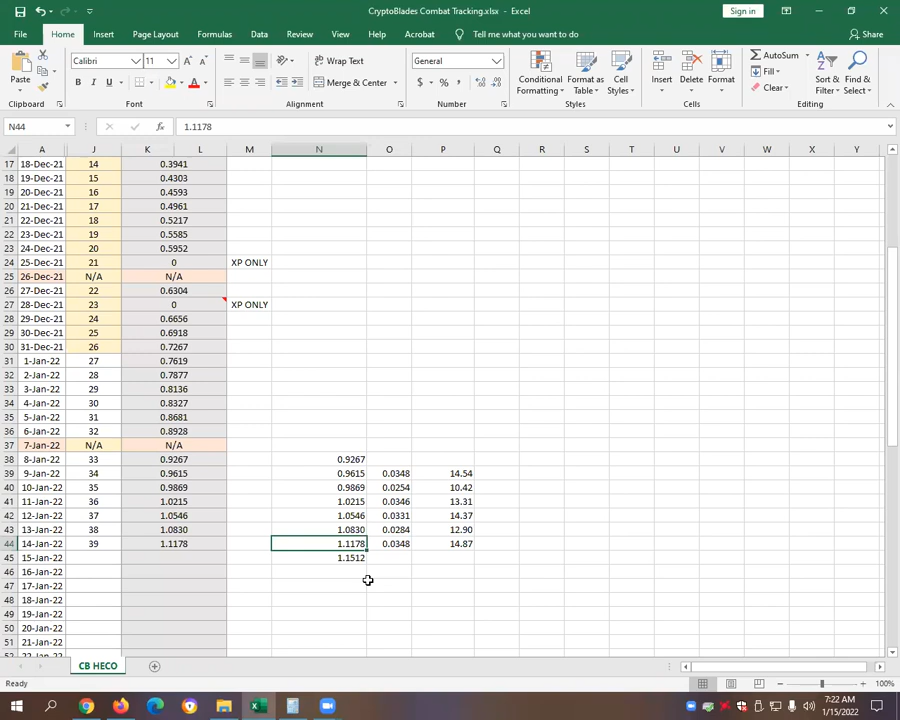 CryptoBlades Combat Tracking.xlsx - Excel
Sign in
File Home Insert Page Layout Formulas Data Review View Help Acrobat Tell me what you want to do Share
Paste
Clipboard
Calibri 11
B I U
Font
Wrap Text
Merge & Center
Alignment
General
$ %
Number
Conditional Formatting
Format as Table
Cell Styles
Styles
Insert Delete Format
Cells
AutoSum
Fill
Clear
Sort & Filter
Find & Select
Editing
N44 fx 1.1178
A J K L M N O P Q R S T U V W X Y
17 18-Dec-21 14 0.3941
18 19-Dec-21 15 0.4303
19 20-Dec-21 16 0.4593
20 21-Dec-21 17 0.4961
21 22-Dec-21 18 0.5217
22 23-Dec-21 19 0.5585
23 24-Dec-21 20 0.5952
24 25-Dec-21 21 0 XP ONLY
25 26-Dec-21 N/A N/A
26 27-Dec-21 22 0.6304
27 28-Dec-21 23 0 XP ONLY
28 29-Dec-21 24 0.6656
29 30-Dec-21 25 0.6918
30 31-Dec-21 26 0.7267
31 1-Jan-22 27 0.7619
32 2-Jan-22 28 0.7877
33 3-Jan-22 29 0.8136
34 4-Jan-22 30 0.8327
35 5-Jan-22 31 0.8681
36 6-Jan-22 32 0.8928
37 7-Jan-22 N/A N/A
38 8-Jan-22 33 0.9267 0.9267
39 9-Jan-22 34 0.9615 0.9615 0.0348 14.54
40 10-Jan-22 35 0.9869 0.9869 0.0254 10.42
41 11-Jan-22 36 1.0215 1.0215 0.0346 13.31
42 12-Jan-22 37 1.0546 1.0546 0.0331 14.37
43 13-Jan-22 38 1.0830 1.0830 0.0284 12.90
44 14-Jan-22 39 1.1178 1.1178 0.0348 14.87
45 15-Jan-22 1.1512
46 16-Jan-22
47 17-Jan-22
48 18-Jan-22
49 19-Jan-22
50 20-Jan-22
51 21-Jan-22
52 22-Jan-22
CB HECO
Ready 100%
7:22 AM
1/15/2022